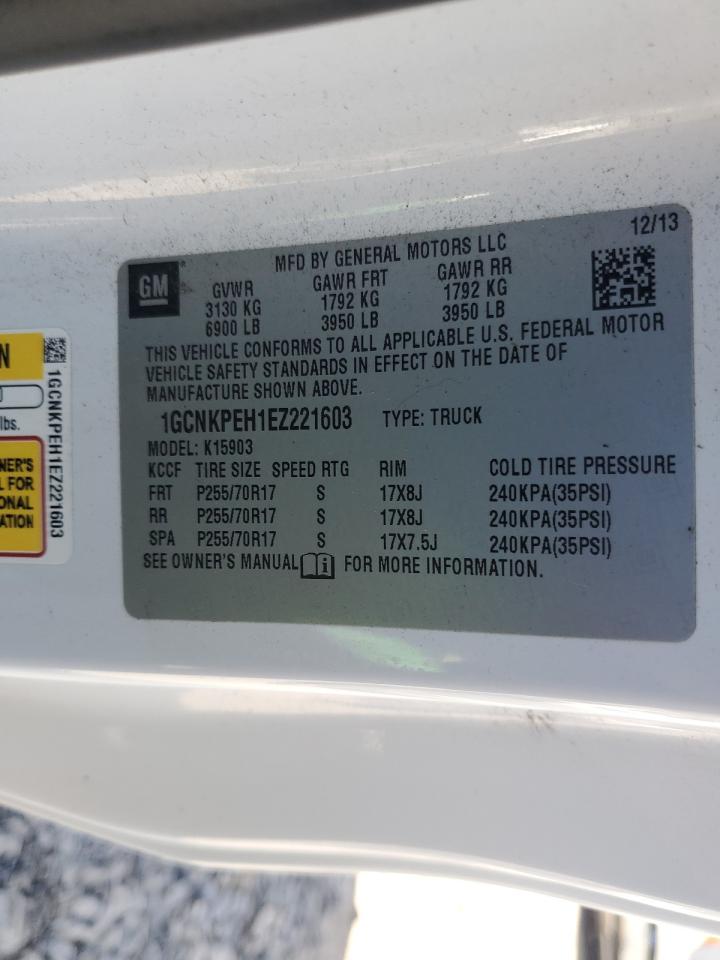 12/13
MFD BY GENERAL MOTORS LLC
GM
GVWR GAWR FRT GAWR RR
3130 KG 1792 KG 1792 KG
6900 LB 3950 LB 3950 LB
THIS VEHICLE CONFORMS TO ALL APPLICABLE U.S. FEDERAL MOTOR
VEHICLE SAFETY STANDARDS IN EFFECT ON THE DATE OF
MANUFACTURE SHOWN ABOVE.
1GCNKPEH1EZ221603 TYPE: TRUCK
MODEL: K15903
KCCF TIRE SIZE SPEED RTG RIM COLD TIRE PRESSURE
FRT P255/70R17 S 17X8J 240KPA(35PSI)
RR P255/70R17 S 17X8J 240KPA(35PSI)
SPA P255/70R17 S 17X7.5J 240KPA(35PSI)
SEE OWNER'S MANUAL FOR MORE INFORMATION.
1GCNKPEH1EZ221603
lbs.